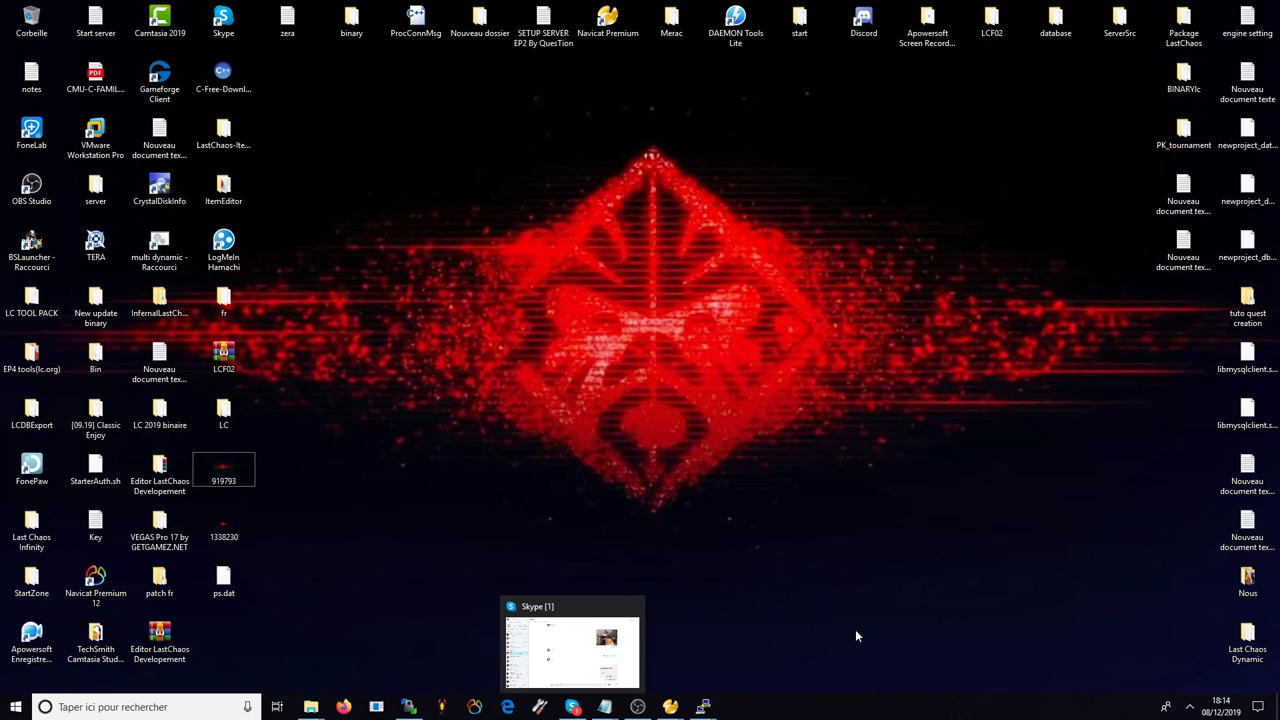 Corbeille
Start server
Camtasia 2019
Skype
zera
binary
ProcConnMsg
Nouveau dossier
SETUP SERVER
EP2 By QuesTion
Navicat Premium
Merac
DAEMON Tools
Lite
start
Discord
Apowersoft
Screen Record...
LCF02
database
ServerSrc
Package
LastChaos
engine setting
notes
CMU-C-FAMIL...
Gameforge
Client
C-Free-Downl...
BINARYlc
Nouveau
document texte
FoneLab
VMware
Workstation Pro
Nouveau
document tex...
LastChaos-Ite...
PK_tournament
newproject_dat...
OBS Studio
server
CrystalDiskInfo
ItemEditor
Nouveau
document tex...
newproject_d...
BSLauncher -
Raccourci
TERA
multi dynamic -
Raccourci
LogMeIn
Hamachi
Nouveau
document tex...
newproject_db...
LC TOOL PACK
New update
binary
InfernalLastCh...
fr
tuto quest
creation
EP4 tools(lc.org)
Bin
Nouveau
document tex...
LCF02
libmysqlclient.s...
LCDBExport
[09.19] Classic
Enjoy
LC 2019 binaire
LC
libmysqlclient.s...
FonePaw
StarterAuth.sh
Editor LastChaos
Developement
919793
Nouveau
document tex...
Last Chaos
Infinity
Key
VEGAS Pro 17 by
GETGAMEZ.NET
1338230
Nouveau
document tex...
StartZone
Navicat Premium
12
patch fr
ps.dat
Nous
Apowersoft
Enregistre...
TechSmith
Camtasia Stud...
Editor LastChaos
Developement
Last Chaos
Dynamic
Skype [1]
Taper ici pour rechercher
18:14
08/12/2019